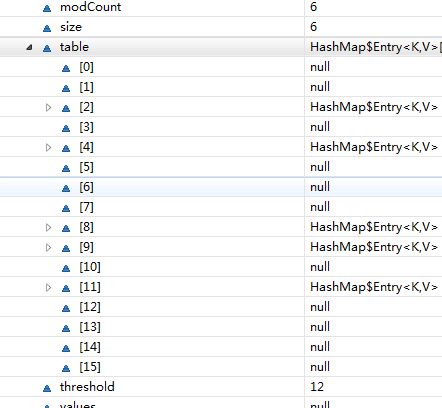 modCount 6
size 6
table HashMap$Entry<K,V>[
[0] null
[1] null
[2] HashMap$Entry<K,V>
[3] null
[4] HashMap$Entry<K,V>
[5] null
[6] null
[7] null
[8] HashMap$Entry<K,V>
[9] HashMap$Entry<K,V>
[10] null
[11] HashMap$Entry<K,V>
[12] null
[13] null
[14] null
[15] null
threshold 12
values null